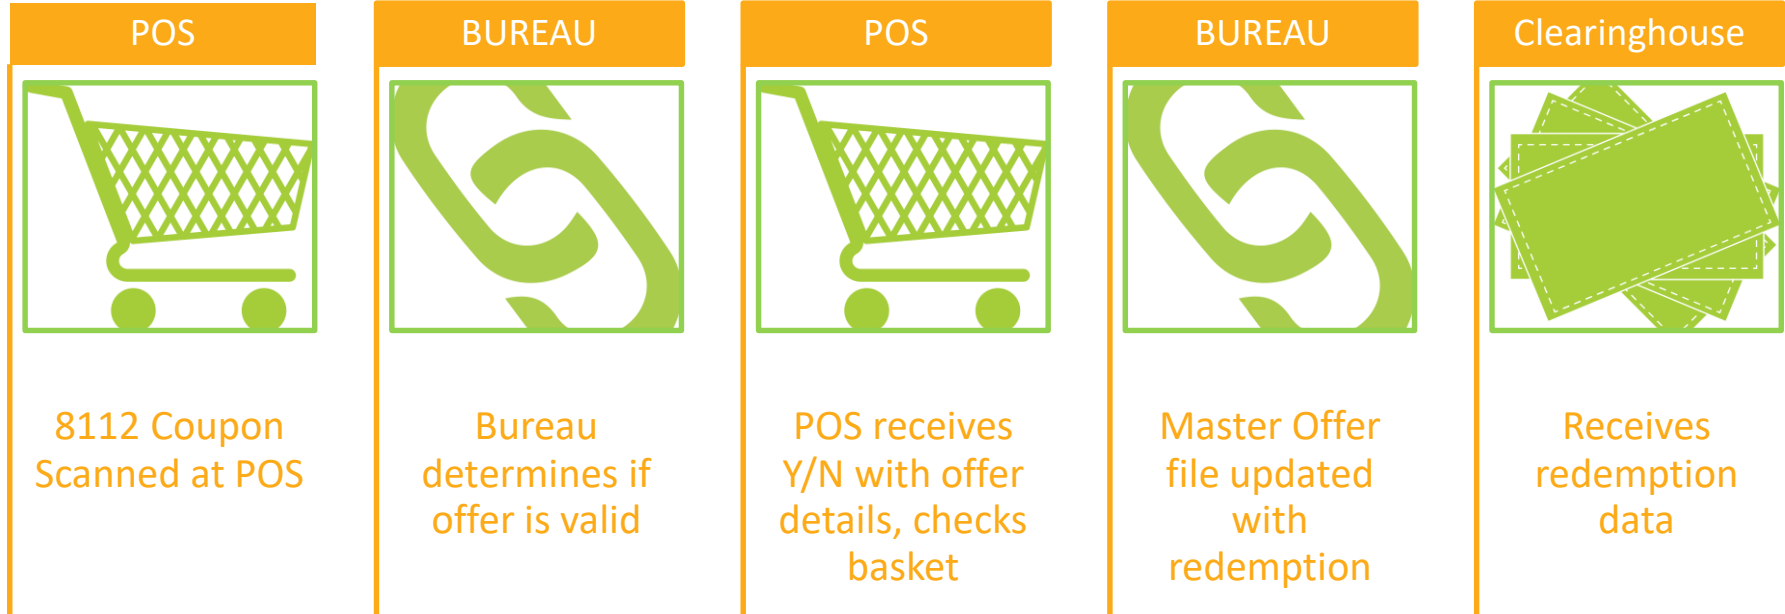 POS
8112 Coupon
Scanned at POS
BUREAU
Bureau
determines if
offer is valid
POS
POS receives
Y/N with offer
details, checks
basket
BUREAU
Master Offer
file updated
with
redemption
Clearinghouse
Receives
redemption
data